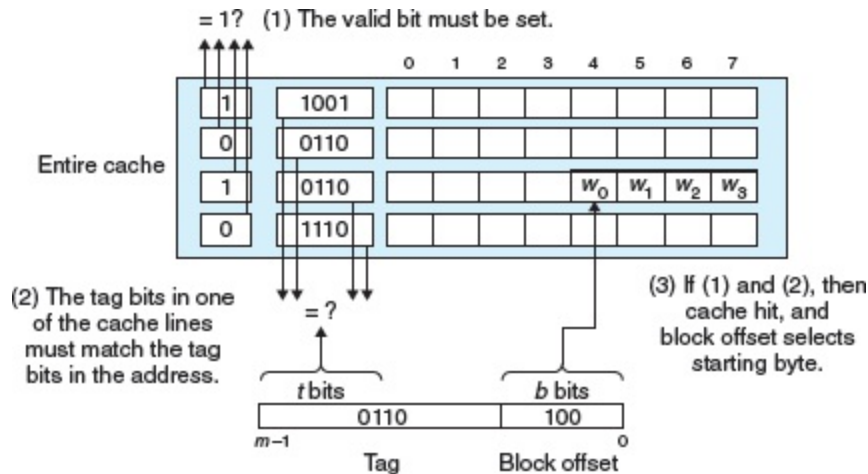 = 1? (1) The valid bit must be set.
0 1 2 3 4 5 6 7
1 1001
0 0110
Entire cache
1 0110 w0 w1 w2 w3
0 1110
(2) The tag bits in one
of the cache lines
must match the tag
bits in the address.
= ?
(3) If (1) and (2), then
cache hit, and
block offset selects
starting byte.
t bits b bits
0110 100
m–1 0
Tag Block offset